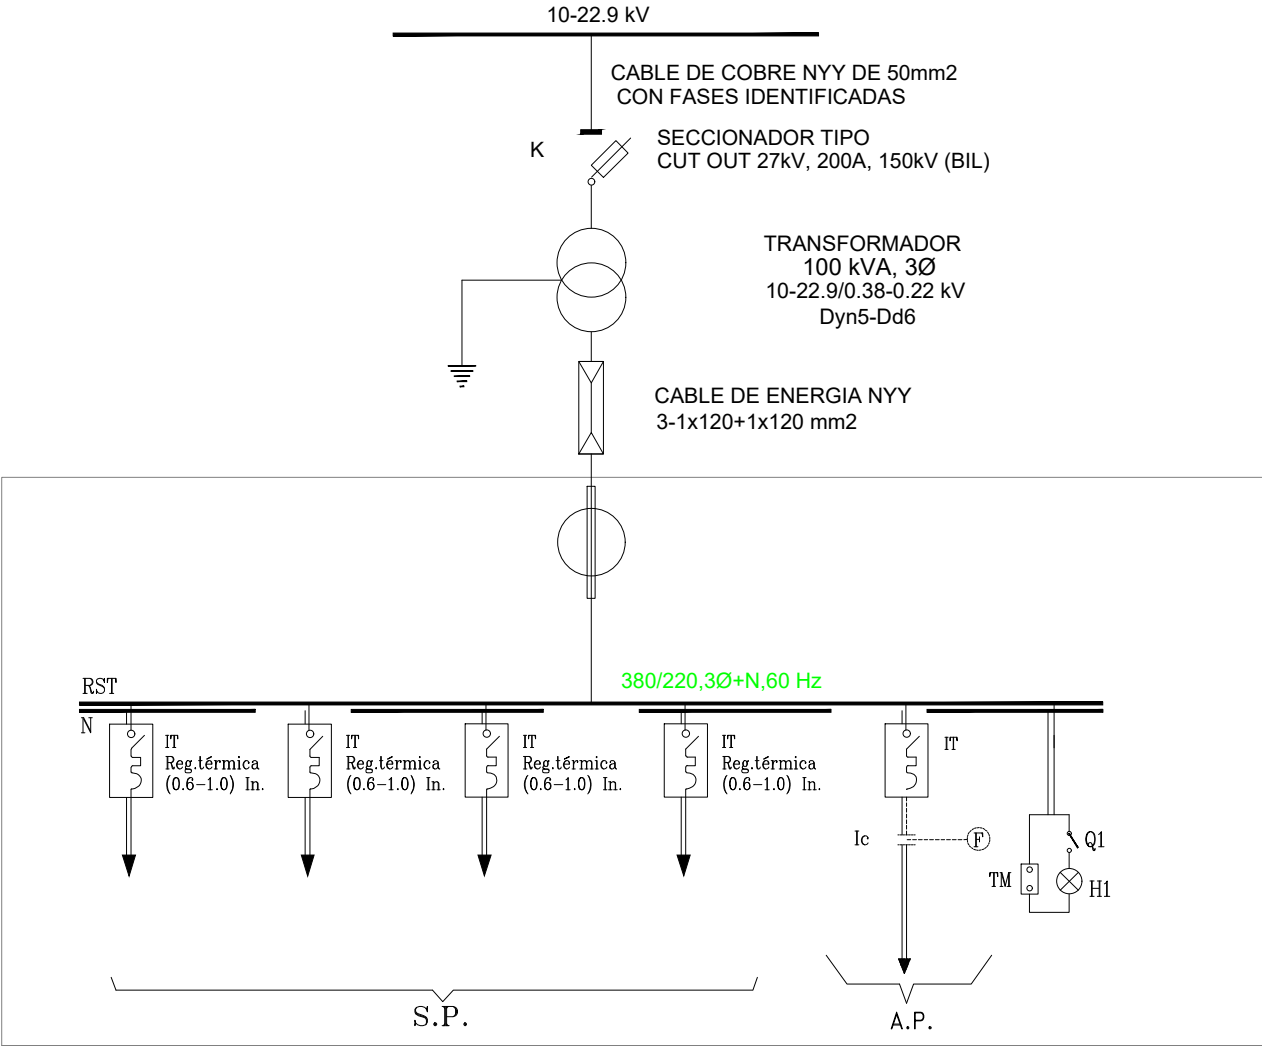 10-22.9 kV
CABLE DE COBRE NYY DE 50mm2
CON FASES IDENTIFICADAS
K
SECCIONADOR TIPO
CUT OUT 27kV, 200A, 150kV (BIL)
TRANSFORMADOR
100 kVA, 3Ø
10-22.9/0.38-0.22 kV
Dyn5-Dd6
CABLE DE ENERGIA NYY
3-1x120+1x120 mm2
380/220,3Ø+N,60 Hz
RST
N
IT
Reg.térmica
(0.6-1.0) In.
IT
Reg.térmica
(0.6-1.0) In.
IT
Reg.térmica
(0.6-1.0) In.
IT
Reg.térmica
(0.6-1.0) In.
IT
Ic
F
Q1
TM
H1
S.P.
A.P.